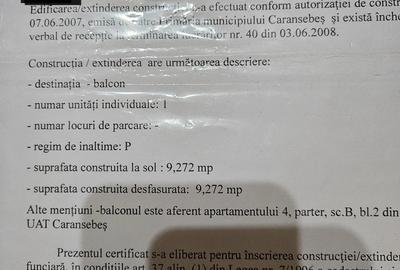 Edificarea/extinderea construcției s-a efectuat conform autorizației de constr
07.06.2007, emisă de către Primăria municipiului Caransebeș și există înche
verbal de recepție la terminarea lucrărilor nr. 40 din 03.06.2008.
Construcția / extinderea are următoarea descriere:
- destinația - balcon
- numar unități individuale: 1
- numar locuri de parcare: -
- regim de inaltime: P
- suprafata construita la sol : 9,272 mp
- suprafata construita desfasurata: 9,272 mp
Alte mențiuni -balconul este aferent apartamentului 4, parter, sc.B, bl.2 din
UAT Caransebeș
Prezentul certificat s-a eliberat pentru înscrierea construcției/extinder
funciară, în condițiile art. 37 alin. (1) din Legea nr. 7/1996 a